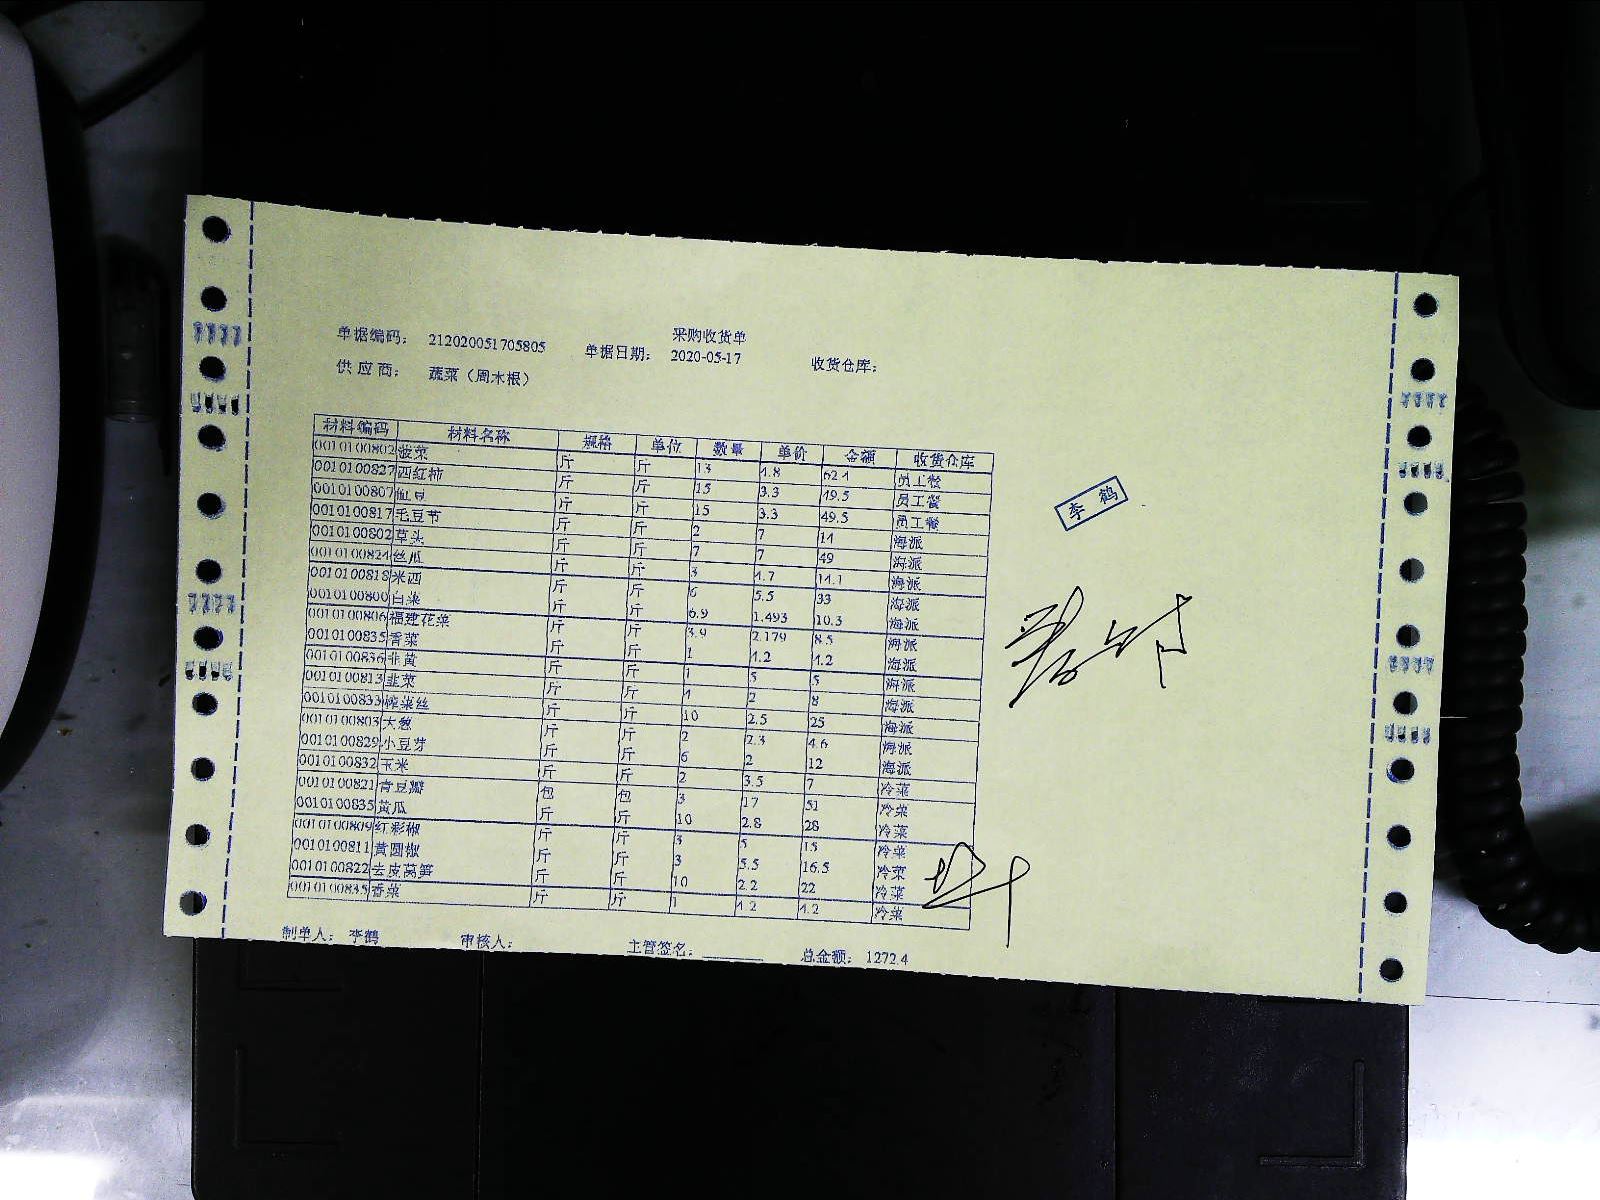 采购收货单
单据编码： 212020051705805 单据日期： 2020-05-17 收货仓库：
供 应 商： 蔬菜（周木根）
材料编码 材料名称 规格 单位 数量 单价 金额 收货仓库
0010100802 菠菜 斤 斤 13 4.8 62.4 员工餐
0010100827 西红柿 斤 斤 15 3.3 49.5 员工餐
0010100807 豇豆 斤 斤 15 3.3 49.5 员工餐
0010100817 毛豆节 斤 斤 2 7 14 海派
0010100802 草头 斤 斤 7 7 49 海派
0010100824 丝瓜 斤 斤 3 4.7 14.1 海派
0010100818 米西 斤 斤 6 5.5 33 海派
0010100800 白菜 斤 斤 6.9 1.493 10.3 海派
0010100806 福建花菜 斤 斤 3.9 2.179 8.5 海派
0010100835 香菜 斤 斤 1 4.2 4.2 海派
0010100836 韭黄 斤 斤 1 5 5 海派
0010100813 韭菜 斤 斤 4 2 8 海派
0010100833 榨菜丝 斤 斤 10 2.5 25 海派
0010100803 大葱 斤 斤 2 2.3 4.6 海派
0010100829 小豆芽 斤 斤 6 2 12 海派
0010100832 玉米 斤 斤 2 3.5 7 冷菜
0010100821 青豆瓣 包 包 3 17 51 冷菜
0010100835 黄瓜 斤 斤 10 2.8 28 冷菜
0010100809 红彩椒 斤 斤 3 5 15 冷菜
0010100811 黄圆椒 斤 斤 3 5.5 16.5 冷菜
0010100822 去皮莴笋 斤 斤 10 2.2 22 冷菜
0010100835 香菜 斤 斤 1 4.2 4.2 冷菜
制单人： 李鹤 审核人： 主管签名： 总金额： 1272.4
李鹤